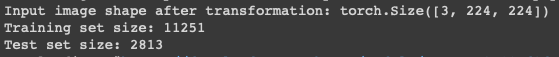 Input image shape after transformation: torch.Size([3, 224, 224])
Training set size: 11251
Test set size: 2813